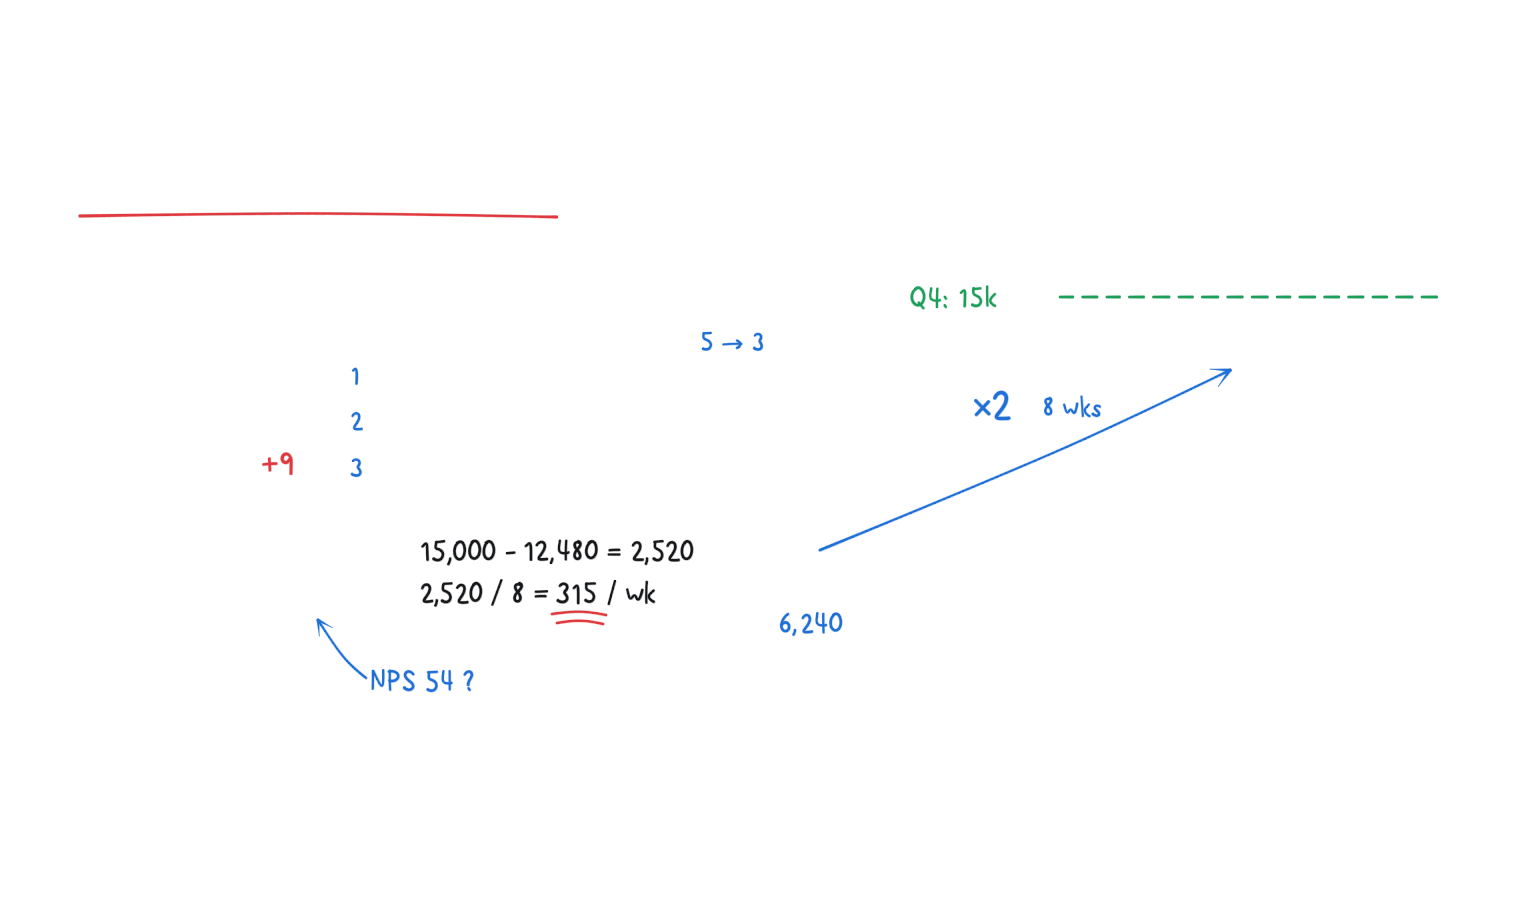 Q4: 15k
5 → 3
1
×2 8 wks
2
+9 3
15,000 - 12,480 = 2,520
2,520 / 8 = 315 / wk
6,240
NPS 54 ?